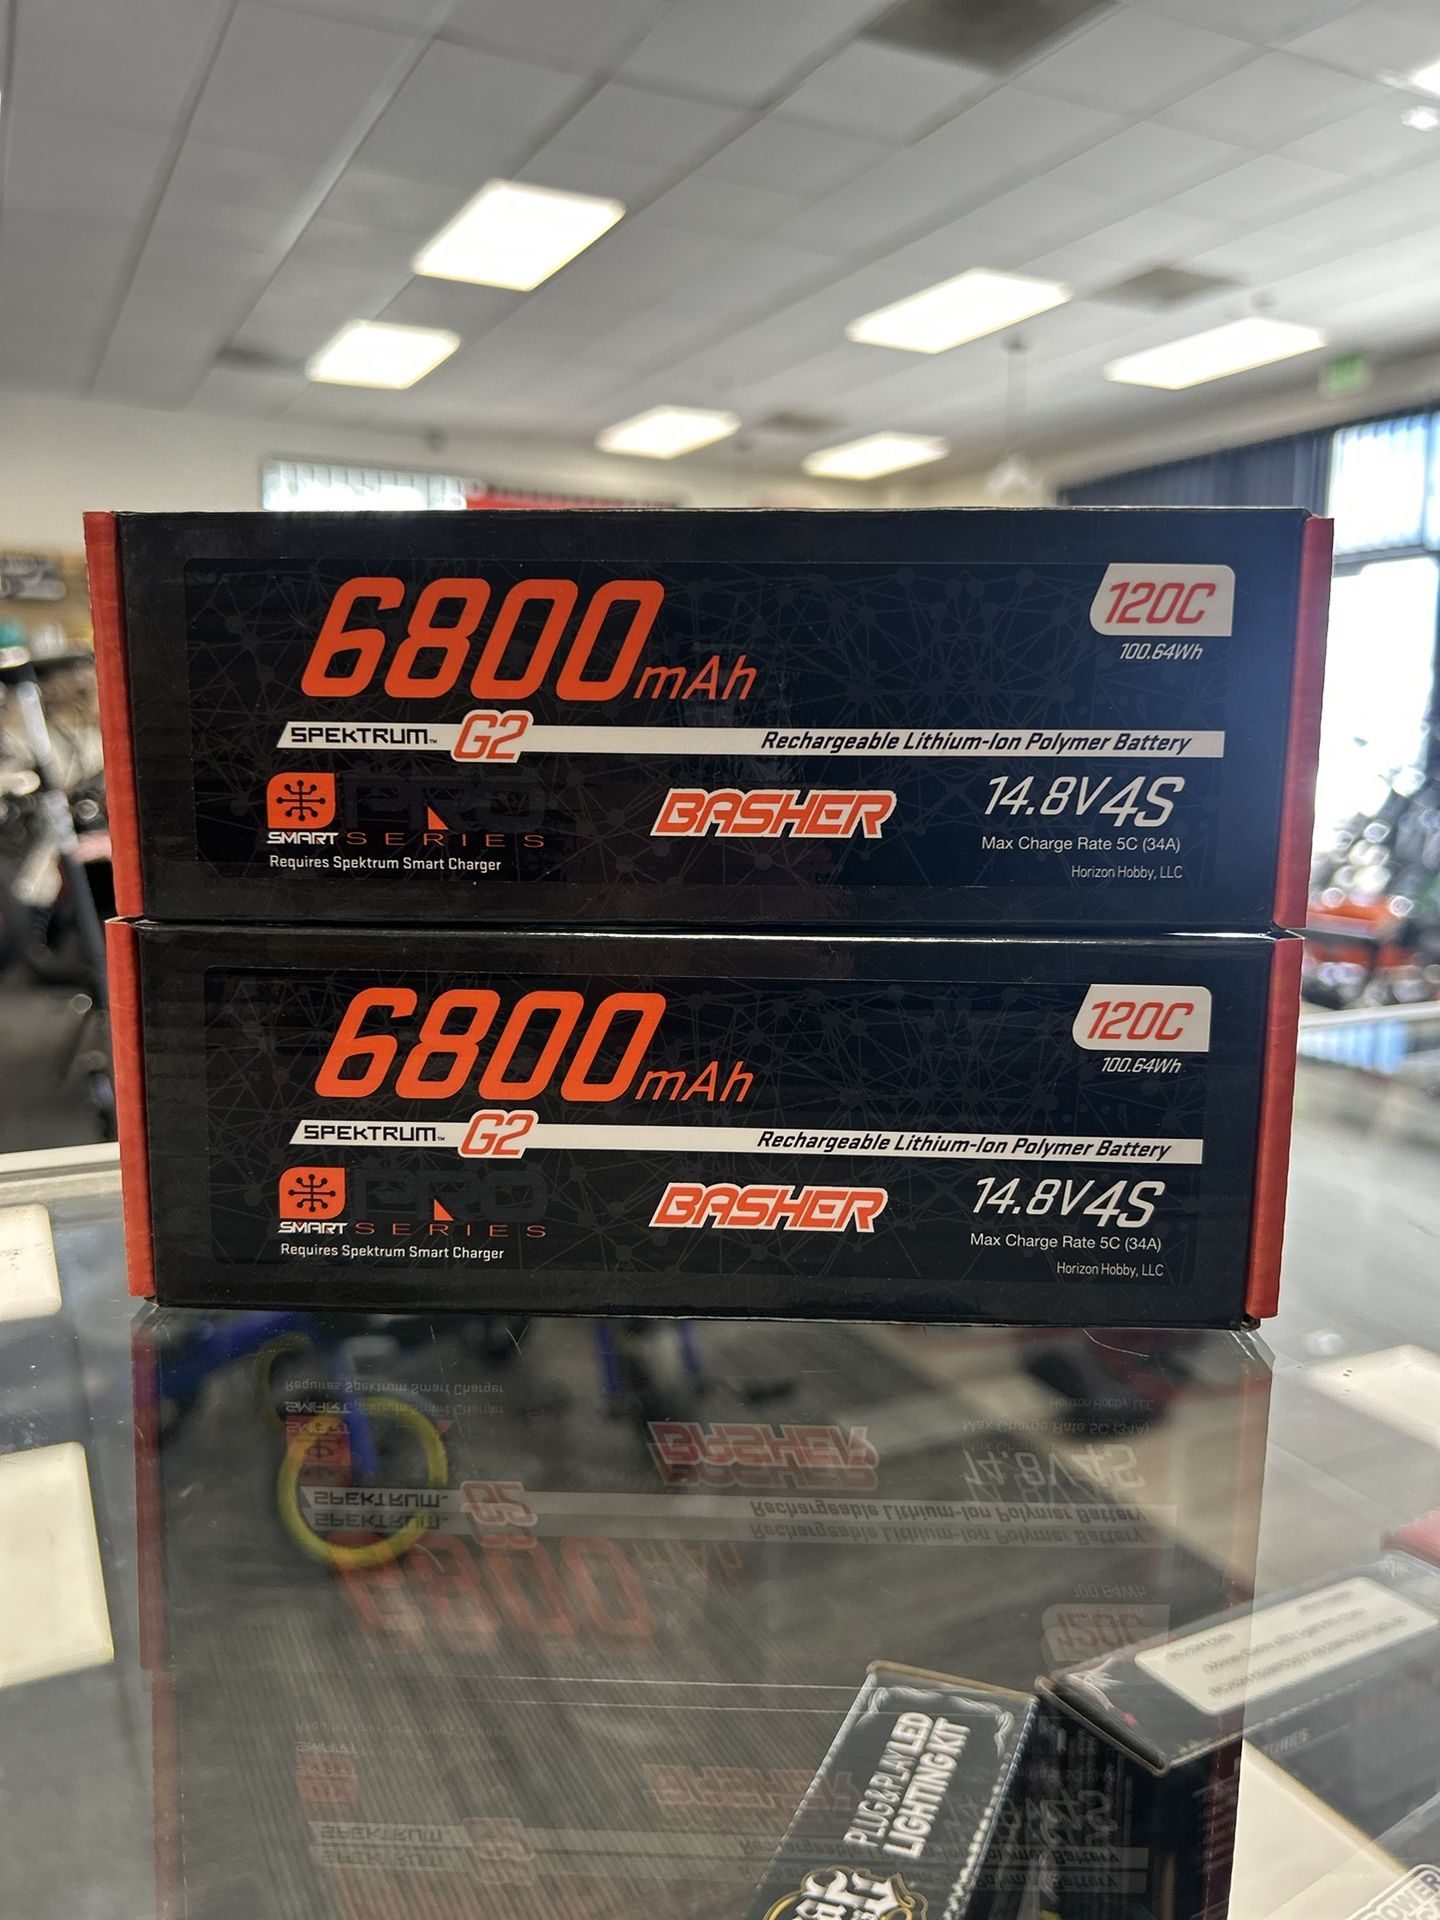 6800mAh
120C
100.64Wh
SPEKTRUM™ G2
Rechargeable Lithium-Ion Polymer Battery
SMART
PRO
SERIES
Requires Spektrum Smart Charger
BASHER
14.8V4S
Max Charge Rate 5C (34A)
Horizon Hobby, LLC
6800mAh
120C
100.64Wh
SPEKTRUM™ G2
Rechargeable Lithium-Ion Polymer Battery
SMART
PRO
SERIES
Requires Spektrum Smart Charger
BASHER
14.8V4S
Max Charge Rate 5C (34A)
Horizon Hobby, LLC
PLUG & PLAY LED
LIGHTING KIT
POWER